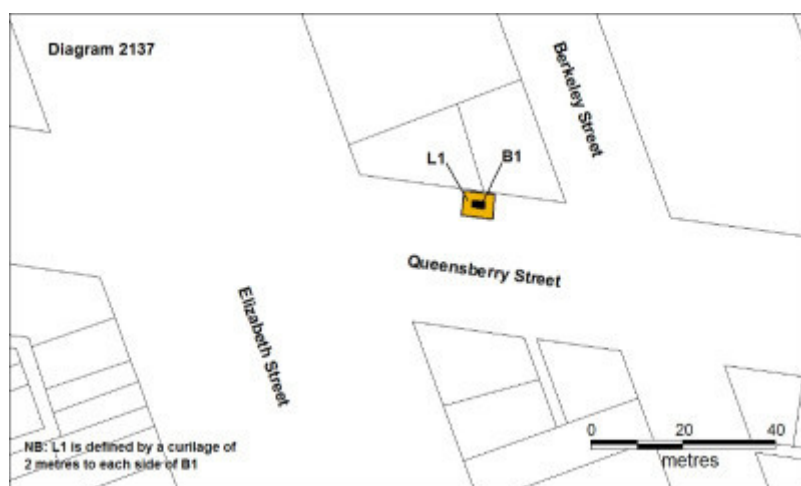 Diagram 2137
Berkeley Street
L1
B1
Queensberry Street
Elizabeth Street
NB: L1 is defined by a curilage of
2 metres to each side of B1
0 20 40
metres